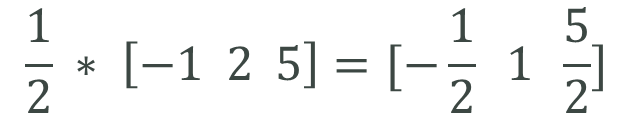 1/2 * [−1 2 5] = [−1/2 1 5/2]